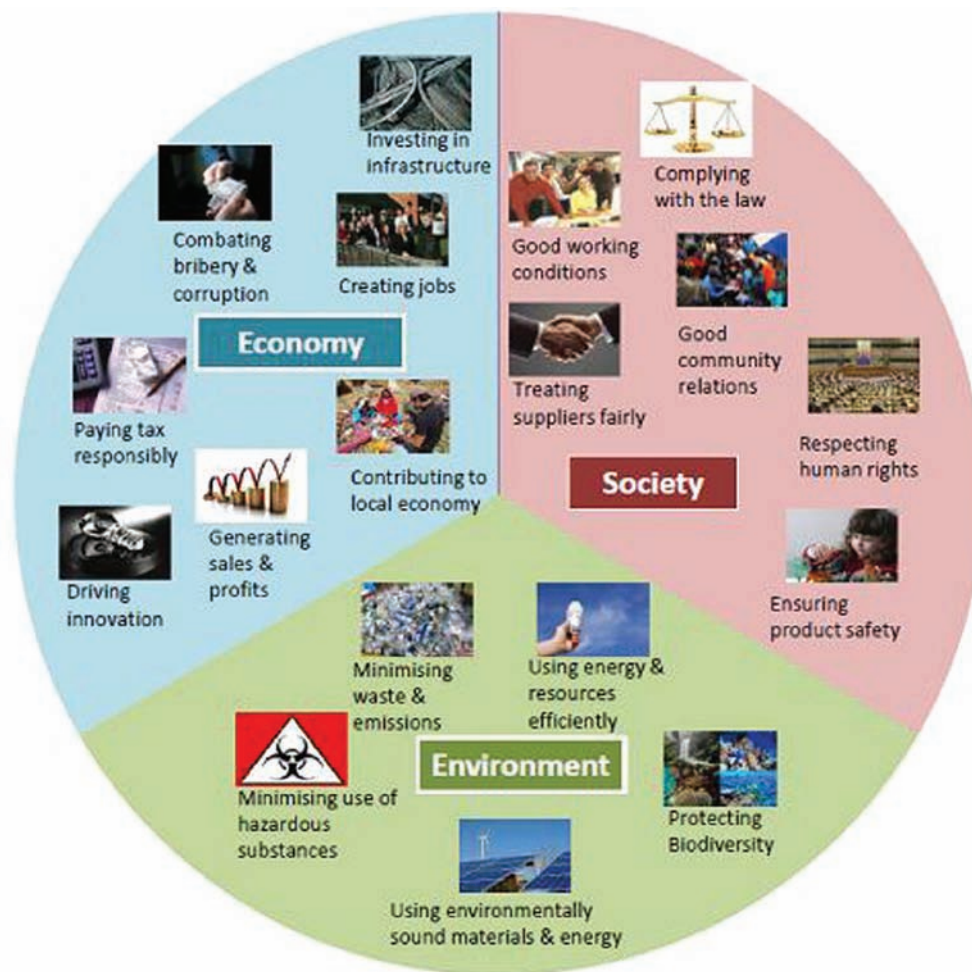 Investing in
infrastructure
Combating
bribery &
corruption
Creating jobs
Economy
Paying tax
responsibly
Contributing to
local economy
Generating
sales &
profits
Driving
innovation
Complying
with the law
Good working
conditions
Good
community
relations
Treating
suppliers fairly
Respecting
human rights
Society
Ensuring
product safety
Minimising
waste &
emissions
Using energy &
resources
efficiently
Environment
Minimising use of
hazardous
substances
Protecting
Biodiversity
Using environmentally
sound materials & energy